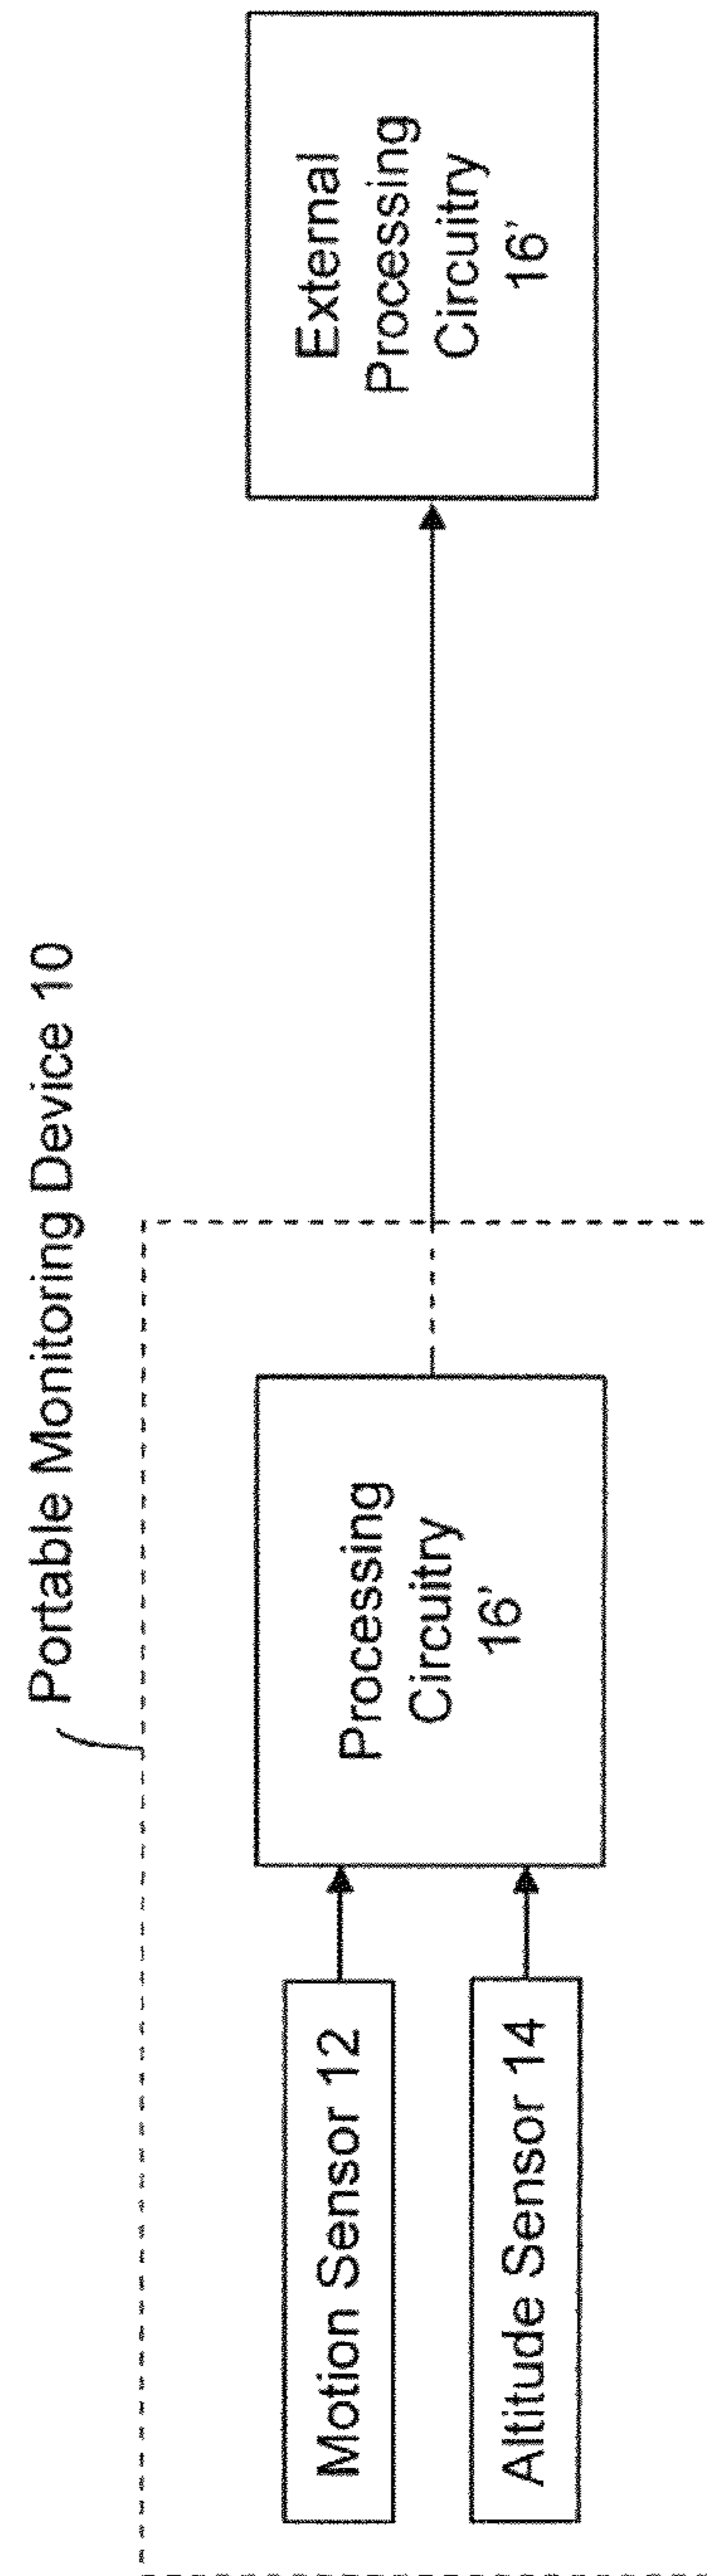 Portable Monitoring Device 10
Motion Sensor 12
Altitude Sensor 14
Processing
Circuitry
16’
External
Processing
Circuitry
16’